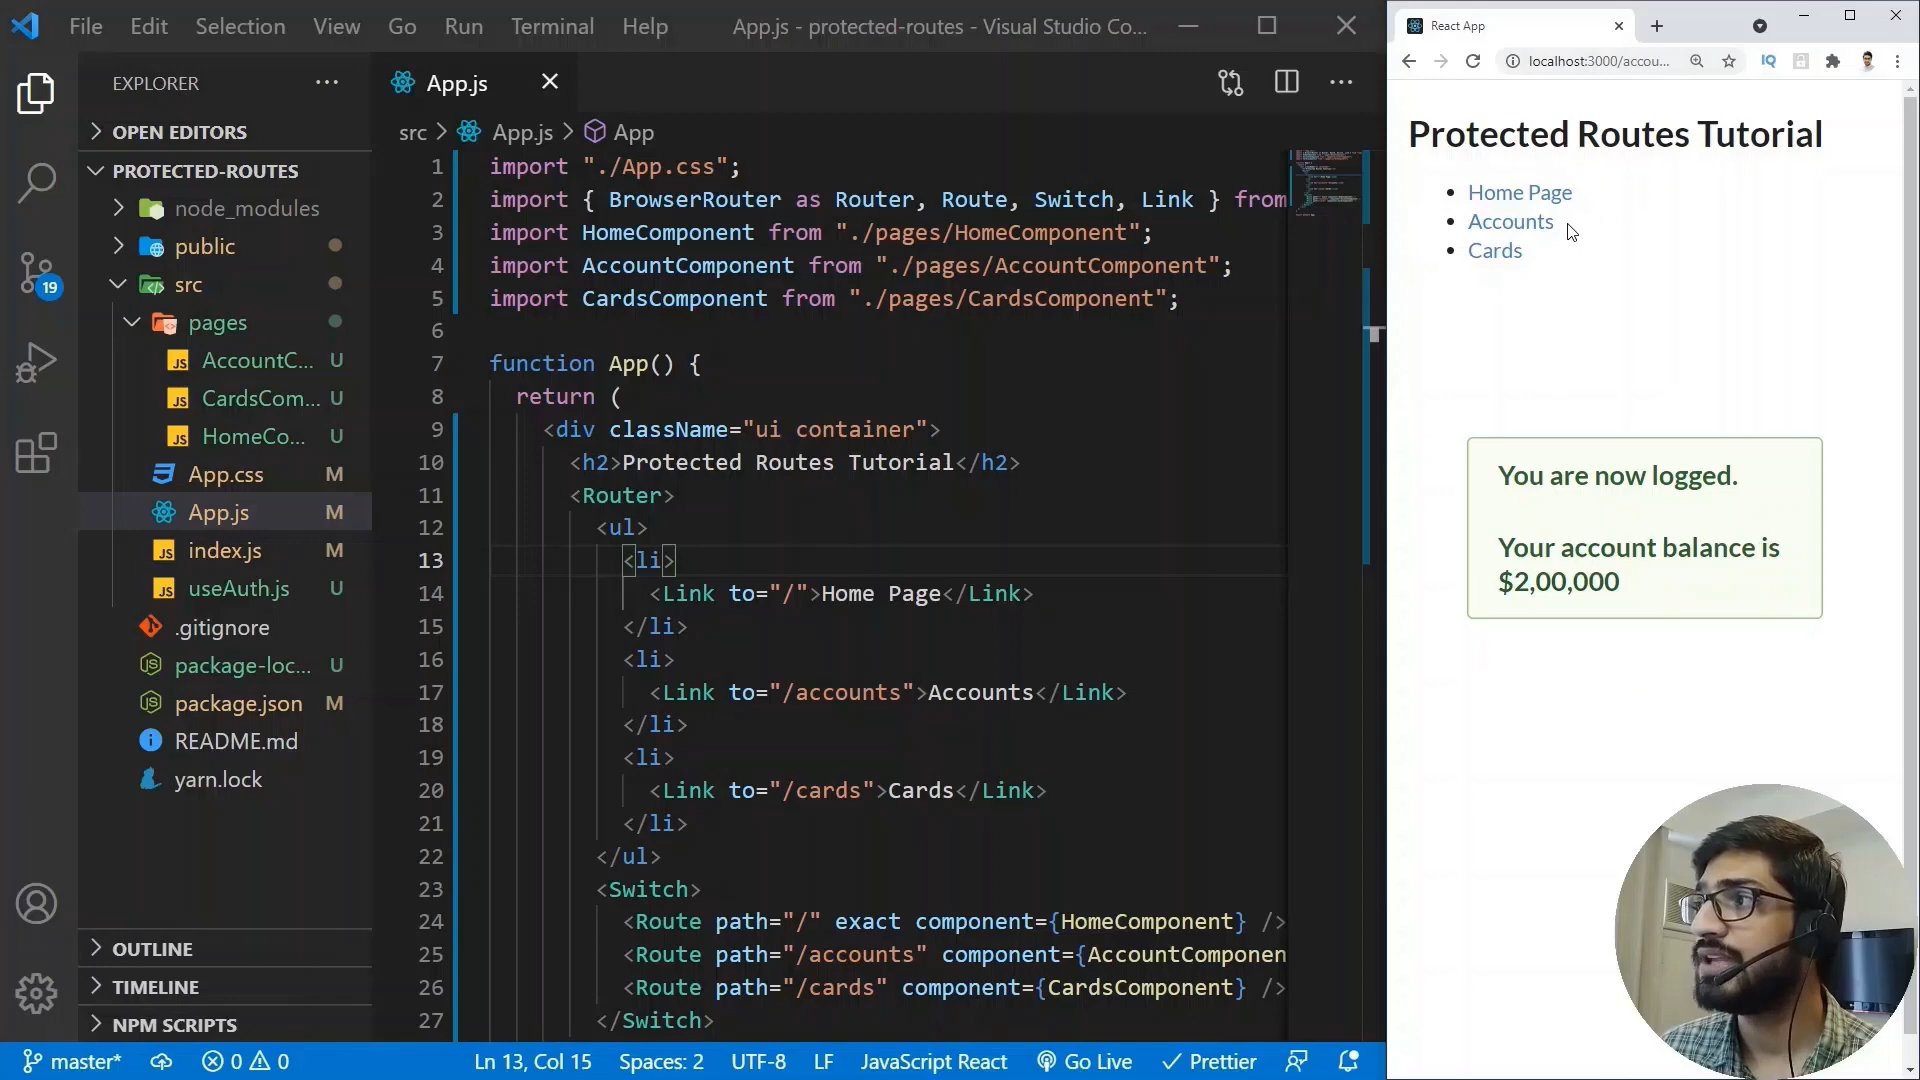 File Edit Selection View Go Run Terminal Help
App.js - protected-routes - Visual Studio Co...
EXPLORER
OPEN EDITORS
PROTECTED-ROUTES
node_modules
public
src
pages
JS AccountC... U
JS CardsCom... U
JS HomeCo... U
App.css M
App.js M
JS index.js M
JS useAuth.js U
.gitignore
package-loc... U
package.json M
README.md
yarn.lock
OUTLINE
TIMELINE
NPM SCRIPTS
19
App.js
src > App.js > App
1 import "./App.css";
2 import { BrowserRouter as Router, Route, Switch, Link } from
3 import HomeComponent from "./pages/HomeComponent";
4 import AccountComponent from "./pages/AccountComponent";
5 import CardsComponent from "./pages/CardsComponent";
6
7 function App() {
8 return (
9 <div className="ui container">
10 <h2>Protected Routes Tutorial</h2>
11 <Router>
12 <ul>
13 <li>
14 <Link to="/">Home Page</Link>
15 </li>
16 <li>
17 <Link to="/accounts">Accounts</Link>
18 </li>
19 <li>
20 <Link to="/cards">Cards</Link>
21 </li>
22 </ul>
23 <Switch>
24 <Route path="/" exact component={HomeComponent} />
25 <Route path="/accounts" component={AccountComponen
26 <Route path="/cards" component={CardsComponent} />
27 </Switch>
master* 0 0 Ln 13, Col 15 Spaces: 2 UTF-8 LF JavaScript React Go Live Prettier
React App
localhost:3000/accou...
IQ
Protected Routes Tutorial
Home Page
Accounts
Cards
You are now logged.
Your account balance is
$2,00,000